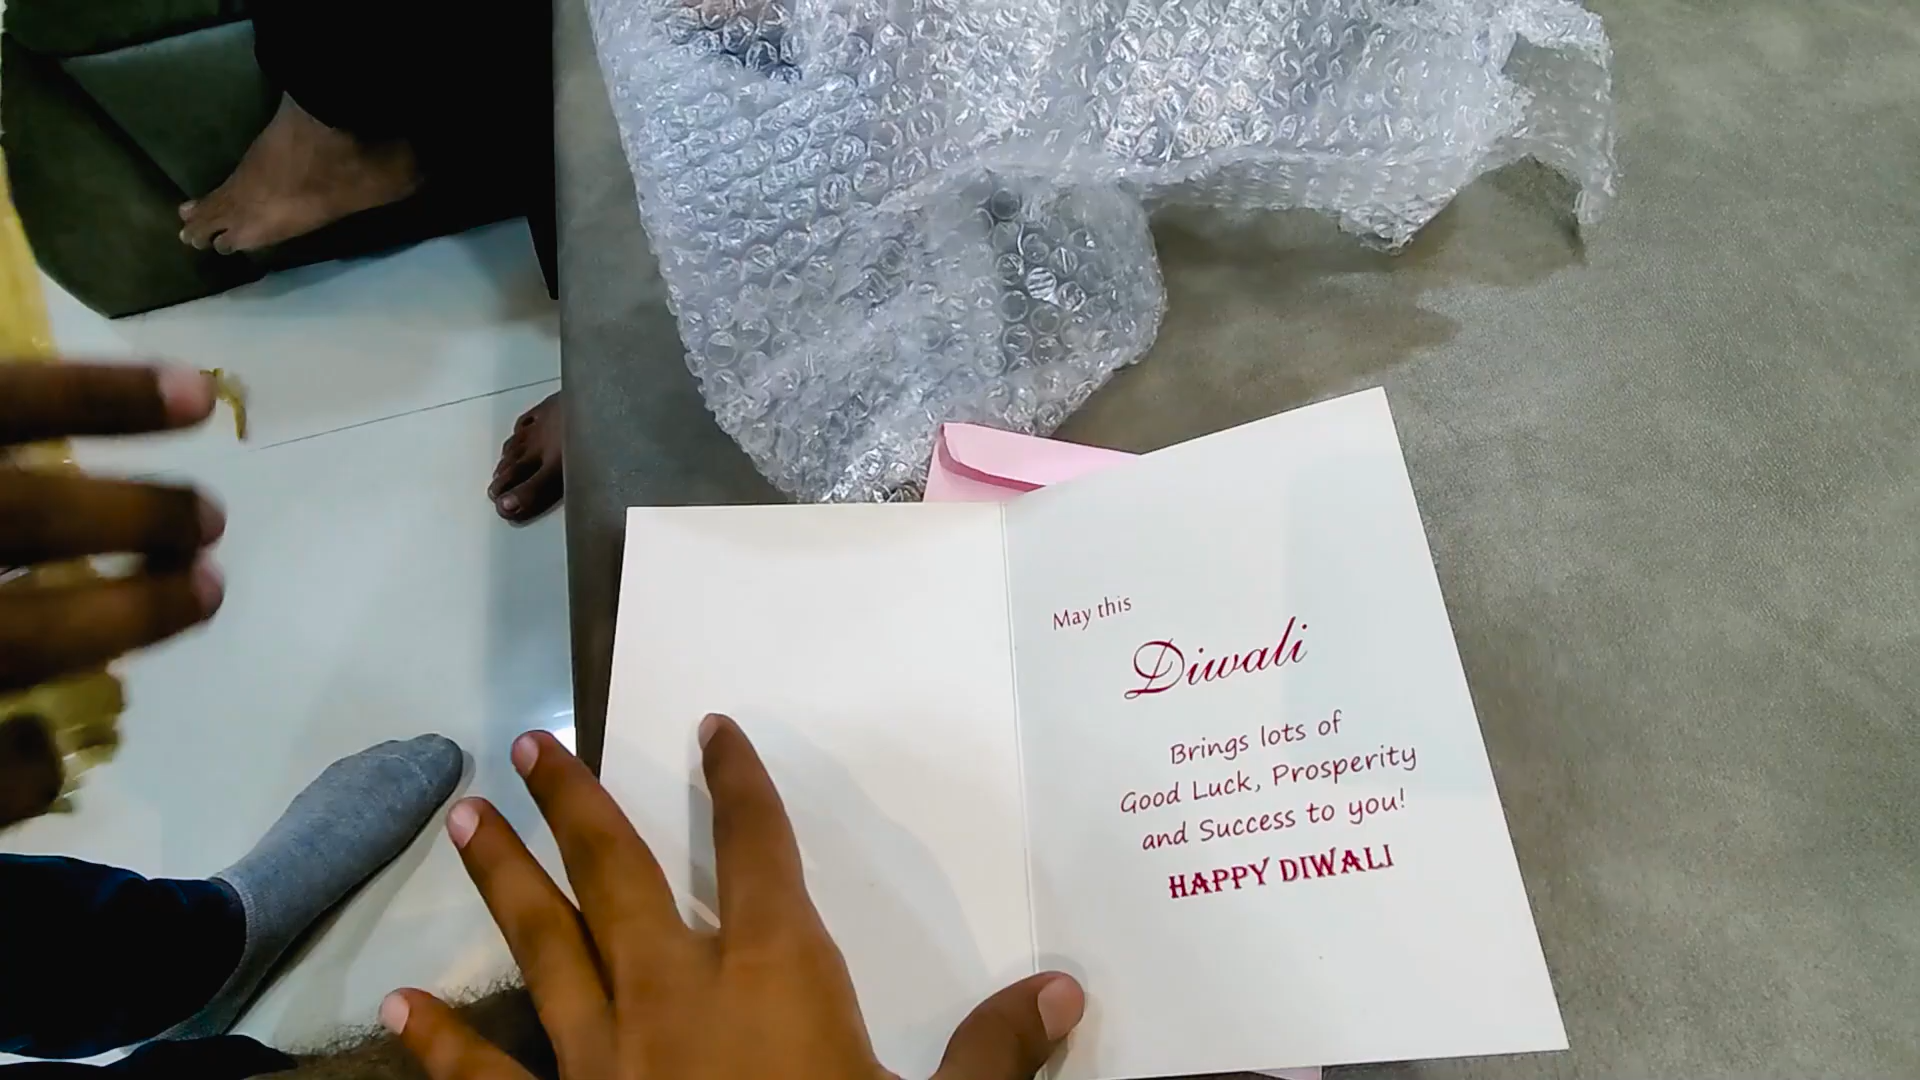 May this
Diwali
Brings lots of
Good Luck, Prosperity
and Success to you!
HAPPY DIWALI